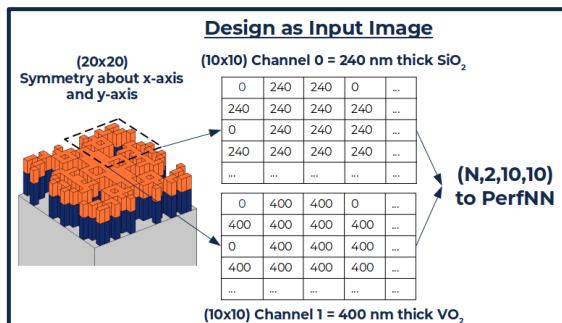 Design as Input Image
(20x20)
Symmetry about x-axis
and y-axis
(10x10) Channel 0 = 240 nm thick SiO₂
0 240 240 0 ...
240 240 240 240 ...
0 240 240 240 ...
240 240 240 240 ...
... ... ... ... ...
0 400 400 0 ...
400 400 400 400 ...
0 400 400 400 ...
400 400 400 400 ...
... ... ... ... ...
(10x10) Channel 1 = 400 nm thick VO₂
(N,2,10,10)
to PerfNN